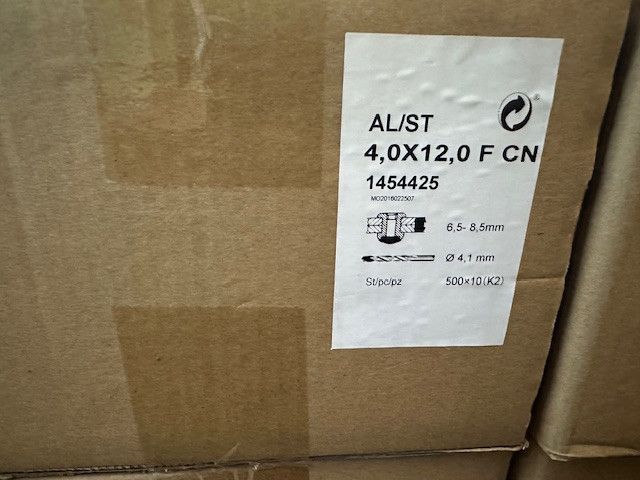 AL/ST
®
4,0X12,0 F CN
1454425
MO2016022507
6,5- 8,5mm
Ø 4,1 mm
St/pc/pz 500×10(K2)